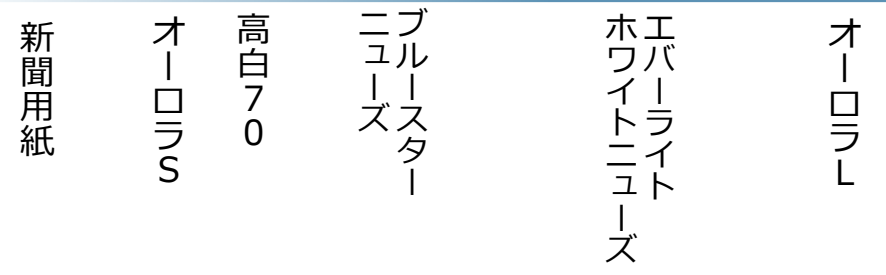 オーロラL
エバーライト
ホワイトニューズ
ブルースター
ニューズ
高白70
オーロラS
新聞用紙